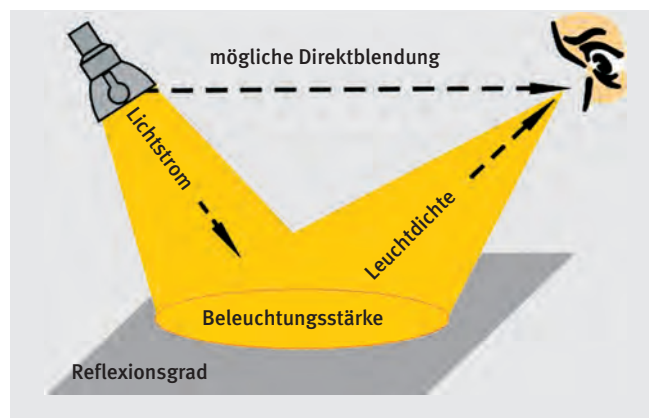 mögliche Direktblendung
Lichtstrom
Leuchtdichte
Beleuchtungsstärke
Reflexionsgrad